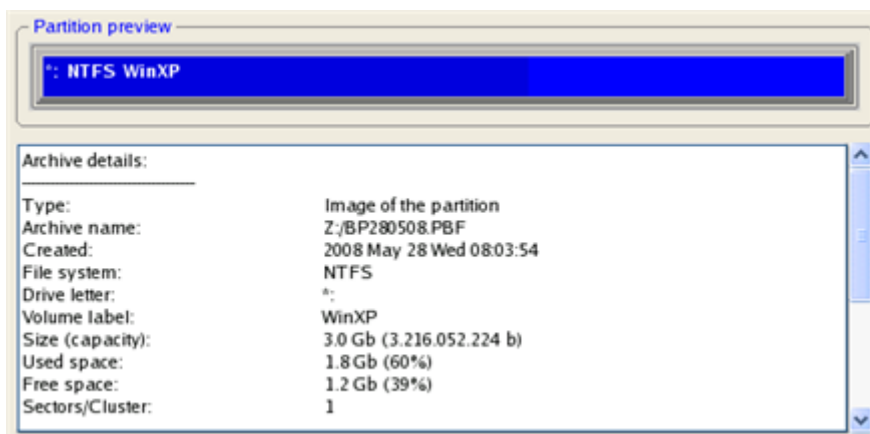 Partition preview
*: NTFS WinXP
Archive details:
Type: Image of the partition
Archive name: Z:/BP280508.PBF
Created: 2008 May 28 Wed 08:03:54
File system: NTFS
Drive letter: *:
Volume label: WinXP
Size (capacity): 3.0 Gb (3.216.052.224 b)
Used space: 1.8 Gb (60%)
Free space: 1.2 Gb (39%)
Sectors/Cluster: 1